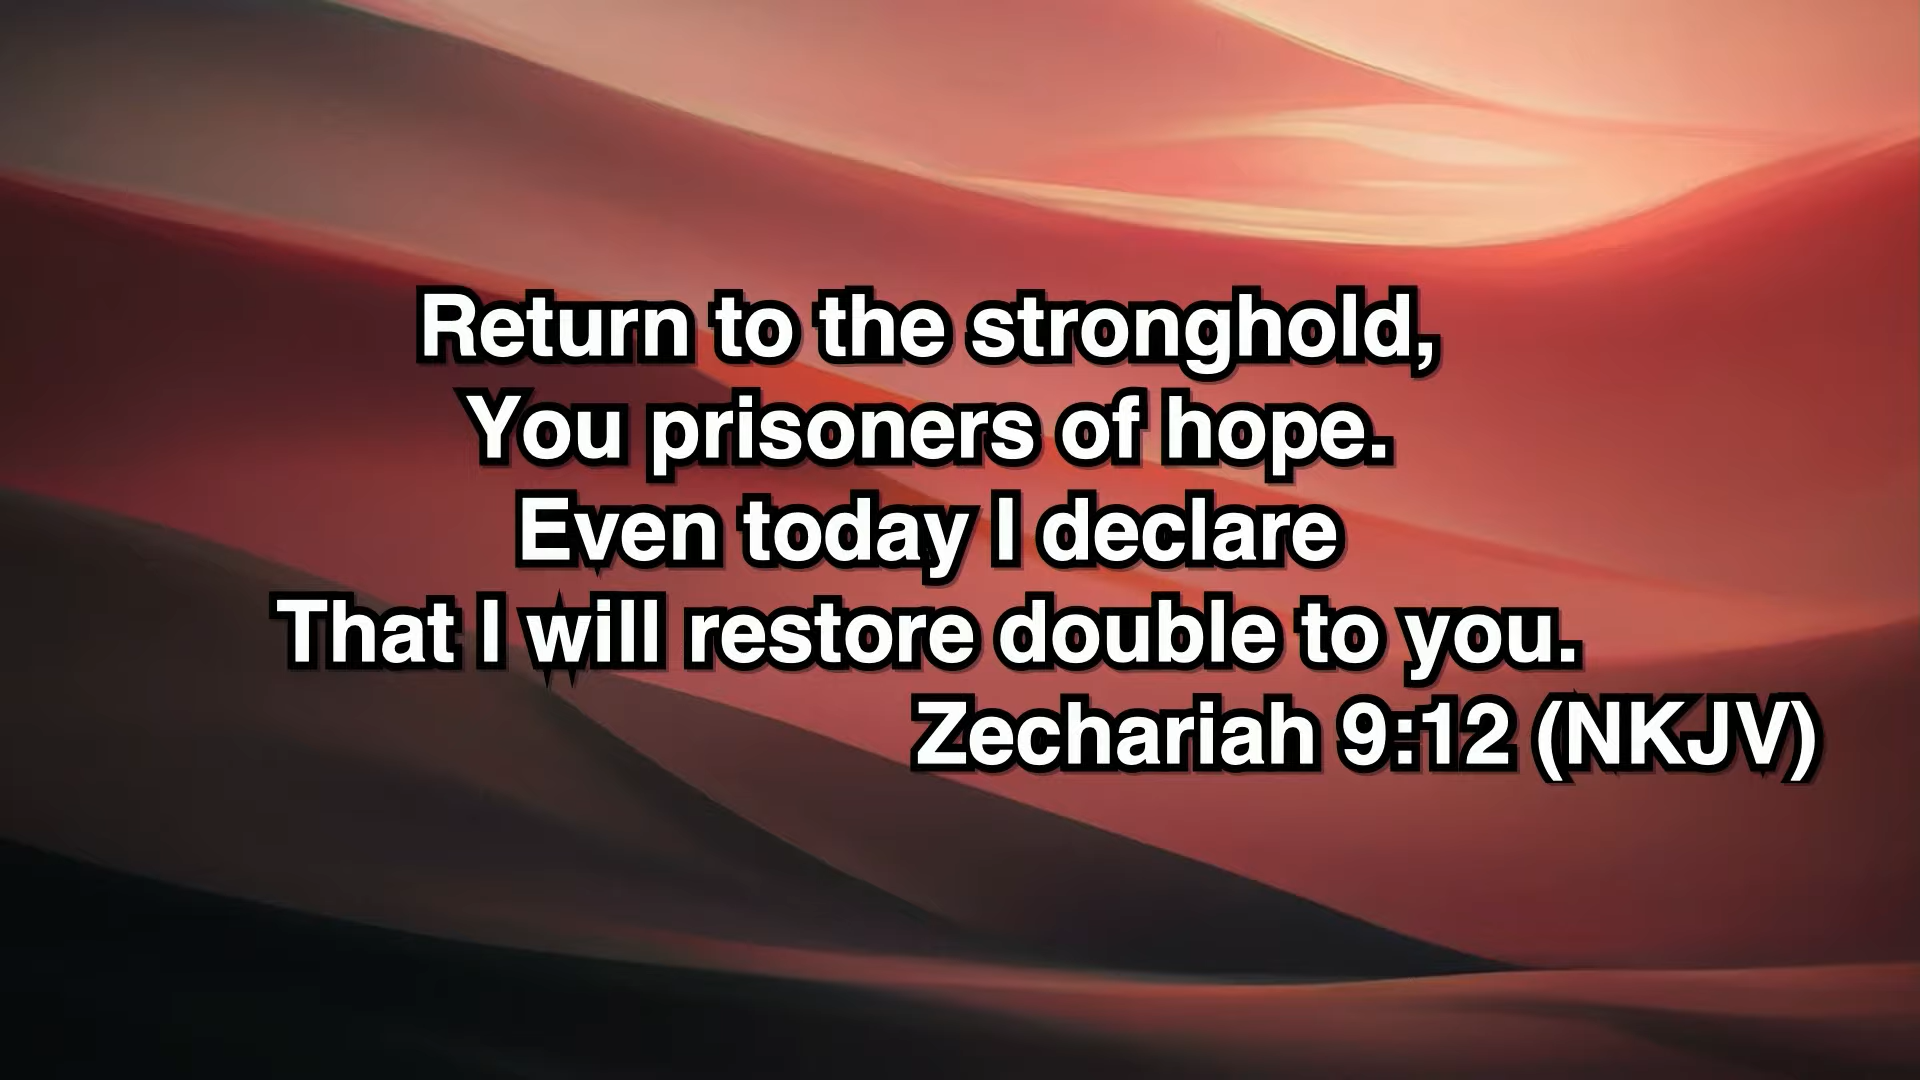 Return to the stronghold,
You prisoners of hope.
Even today I declare
That I will restore double to you.
Zechariah 9:12 (NKJV)